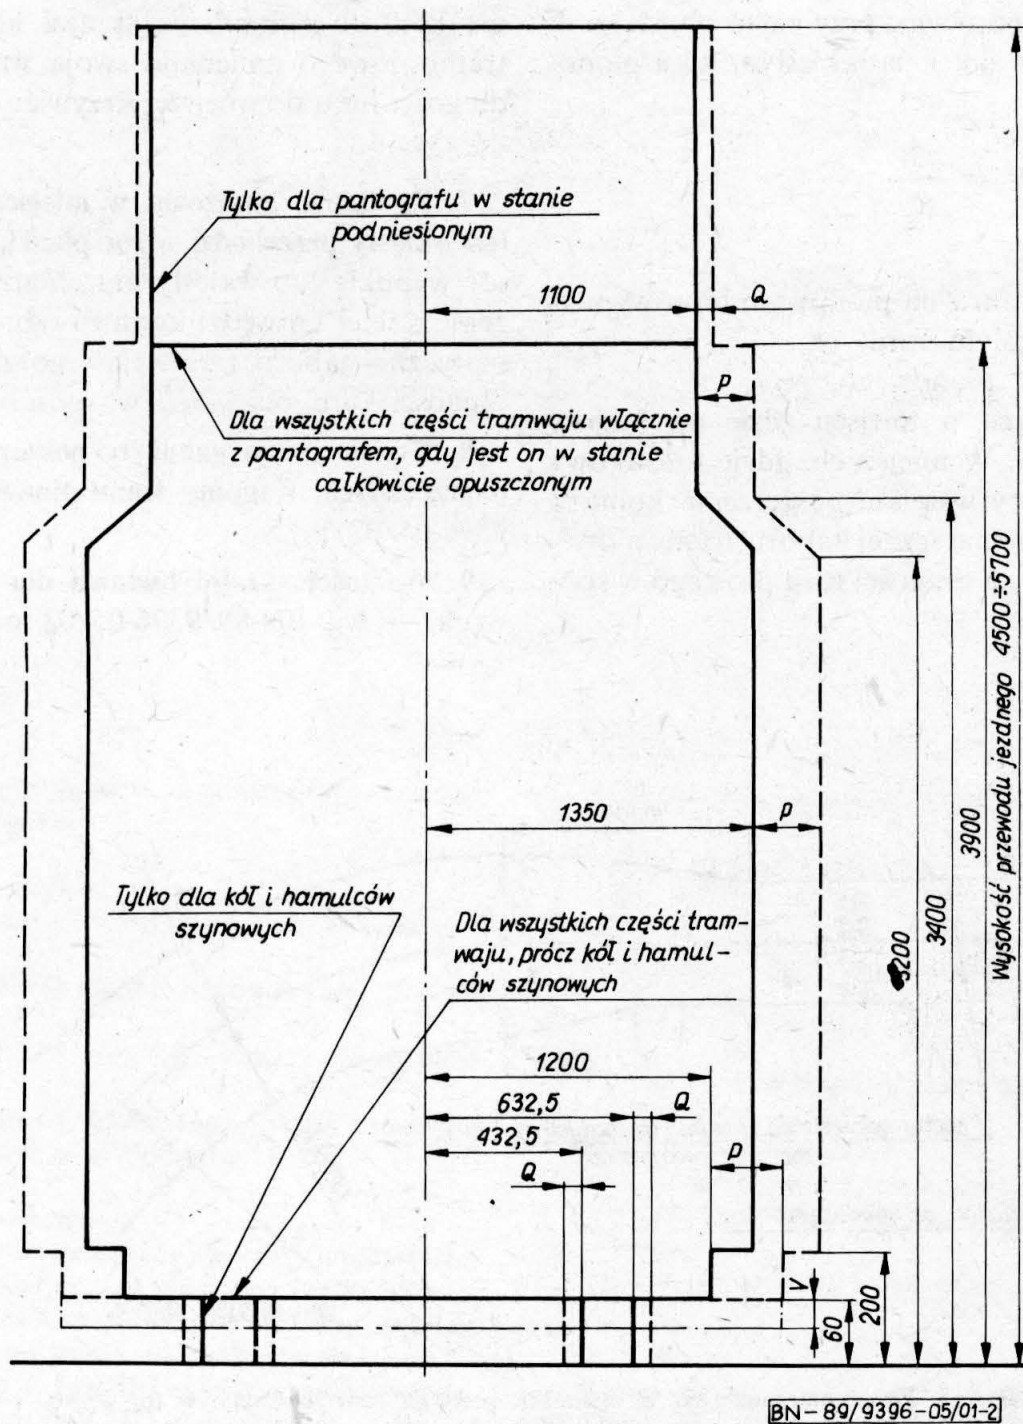 Tylko dla pantografu w stanie
podniesionym
1100
Q
p
Dla wszystkich części tramwaju włącznie
z pantografem, gdy jest on w stanie
całkowicie opuszczonym
1350
p
Tylko dla kół i hamulców
szynowych
Dla wszystkich części tram-
waju, prócz kół i hamul-
ców szynowych
1200
632,5
Q
432,5
Q
p
V
60
200
3200
3400
3900
Wysokość przewodu jezdnego 4500÷5700
BN-89/9396-05/01-2